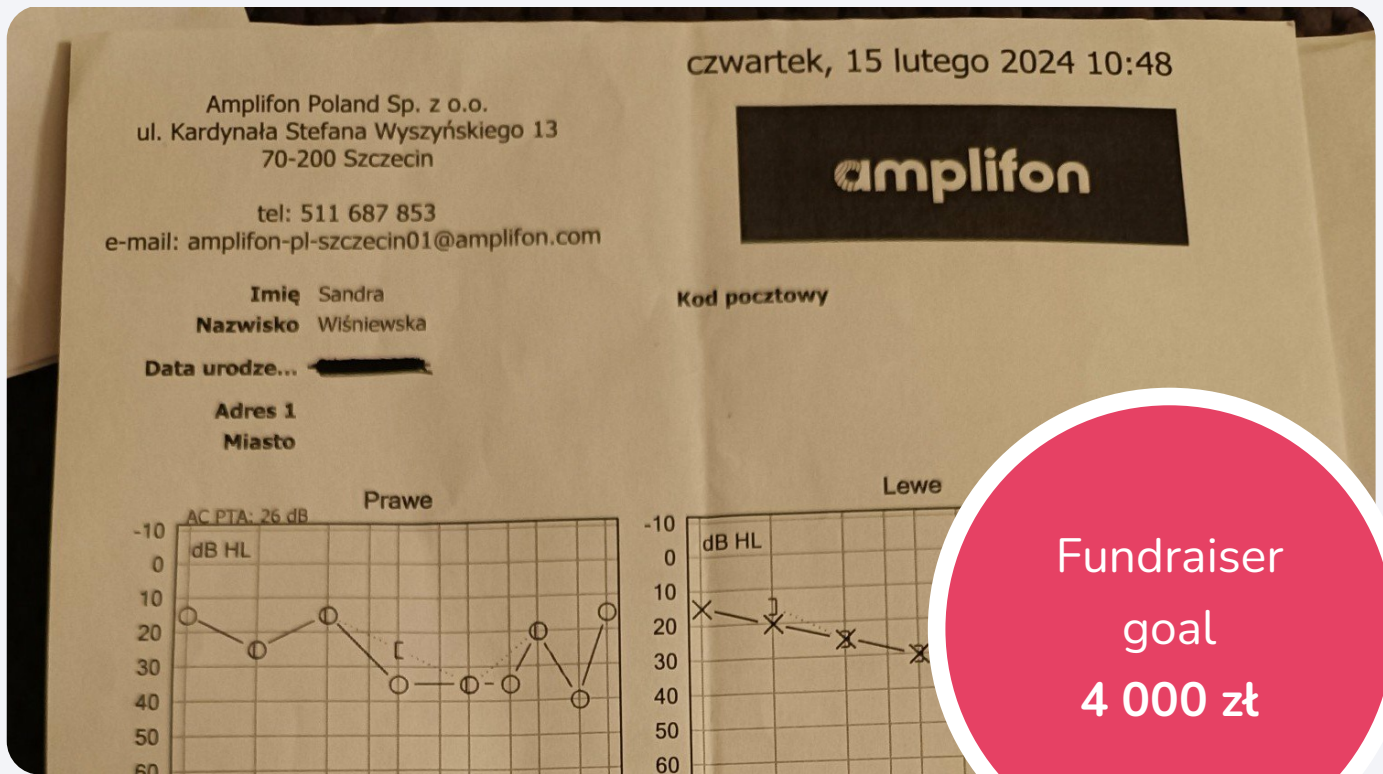 czwartek, 15 lutego 2024 10:48
Amplifon Poland Sp. z o.o.
ul. Kardynała Stefana Wyszyńskiego 13
70-200 Szczecin
amplifon
tel: 511 687 853
e-mail: amplifon-pl-szczecin01@amplifon.com
Imię Sandra
Kod pocztowy
Nazwisko Wiśniewska
Data urodze...
Adres 1
Miasto
Prawe
AC PTA: 26 dB
-10
dB HL
0
10
20
30
40
50
60
Lewe
-10
dB HL
0
10
20
30
40
50
60
Fundraiser
goal
4 000 zł